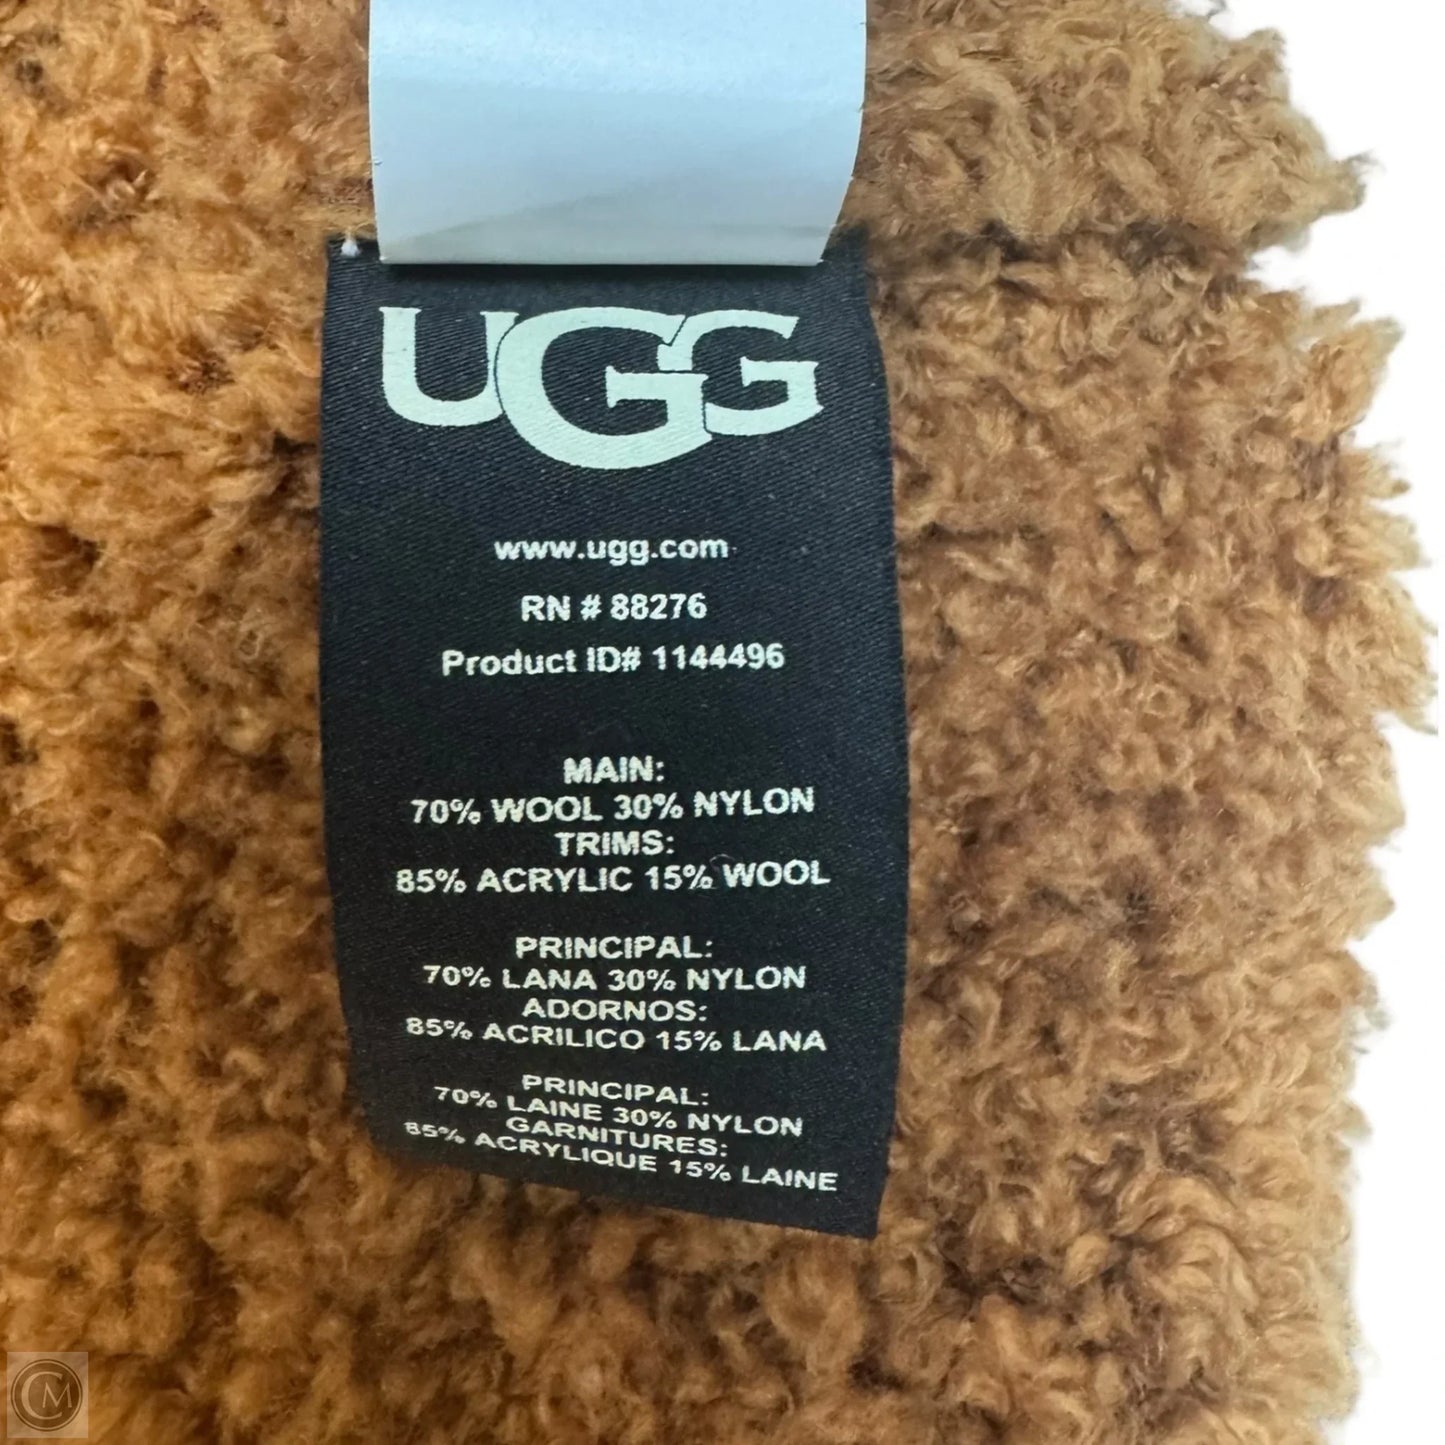 UGG
www.ugg.com
RN # 88276
Product ID# 1144496
MAIN:
70% WOOL 30% NYLON
TRIMS:
85% ACRYLIC 15% WOOL
PRINCIPAL:
70% LANA 30% NYLON
ADORNOS:
85% ACRILICO 15% LANA
PRINCIPAL:
70% LAINE 30% NYLON
GARNITURES:
85% ACRYLIQUE 15% LAINE
CM